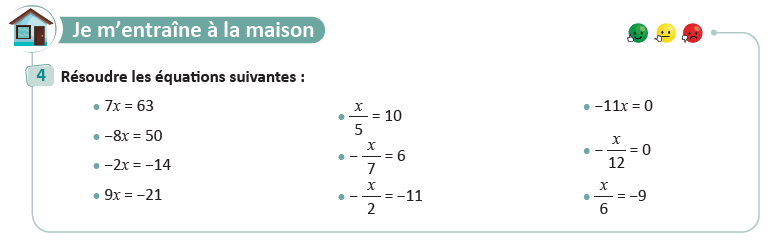 Je m'entraîne à la maison
4 Résoudre les équations suivantes :
• 7x = 63
• −8x = 50
• −2x = −14
• 9x = −21
• x/5 = 10
• − x/7 = 6
• − x/2 = −11
• −11x = 0
• − x/12 = 0
• x/6 = −9